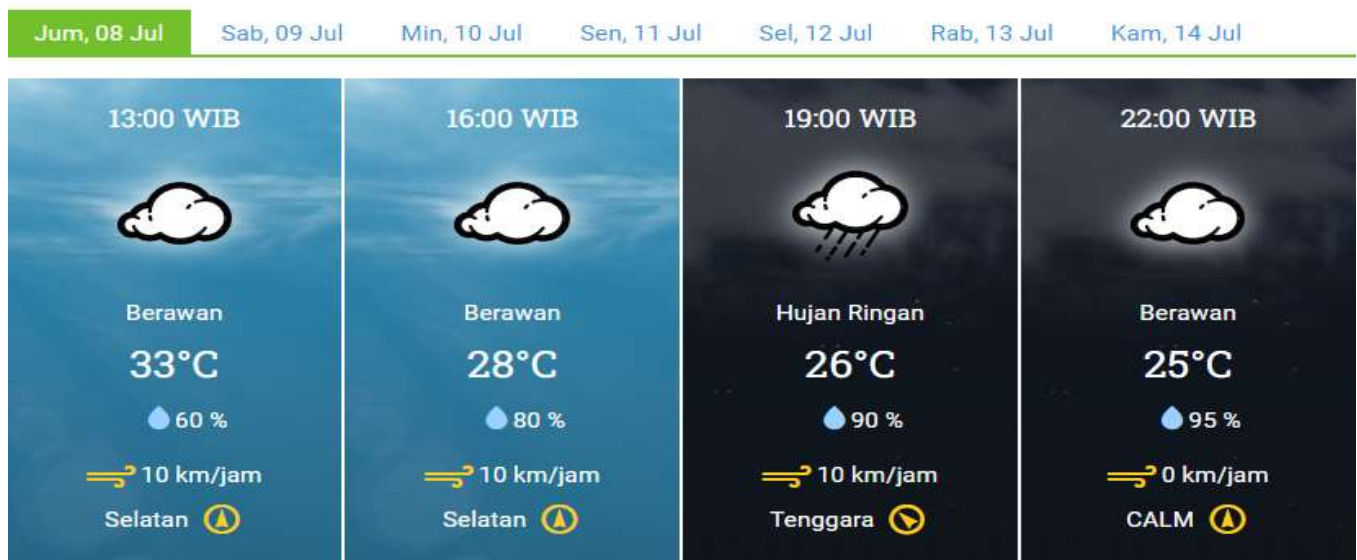 Jum, 08 Jul Sab, 09 Jul Min, 10 Jul Sen, 11 Jul Sel, 12 Jul Rab, 13 Jul Kam, 14 Jul
13:00 WIB
Berawan
33°C
60 %
10 km/jam
Selatan
16:00 WIB
Berawan
28°C
80 %
10 km/jam
Selatan
19:00 WIB
Hujan Ringan
26°C
90 %
10 km/jam
Tenggara
22:00 WIB
Berawan
25°C
95 %
0 km/jam
CALM